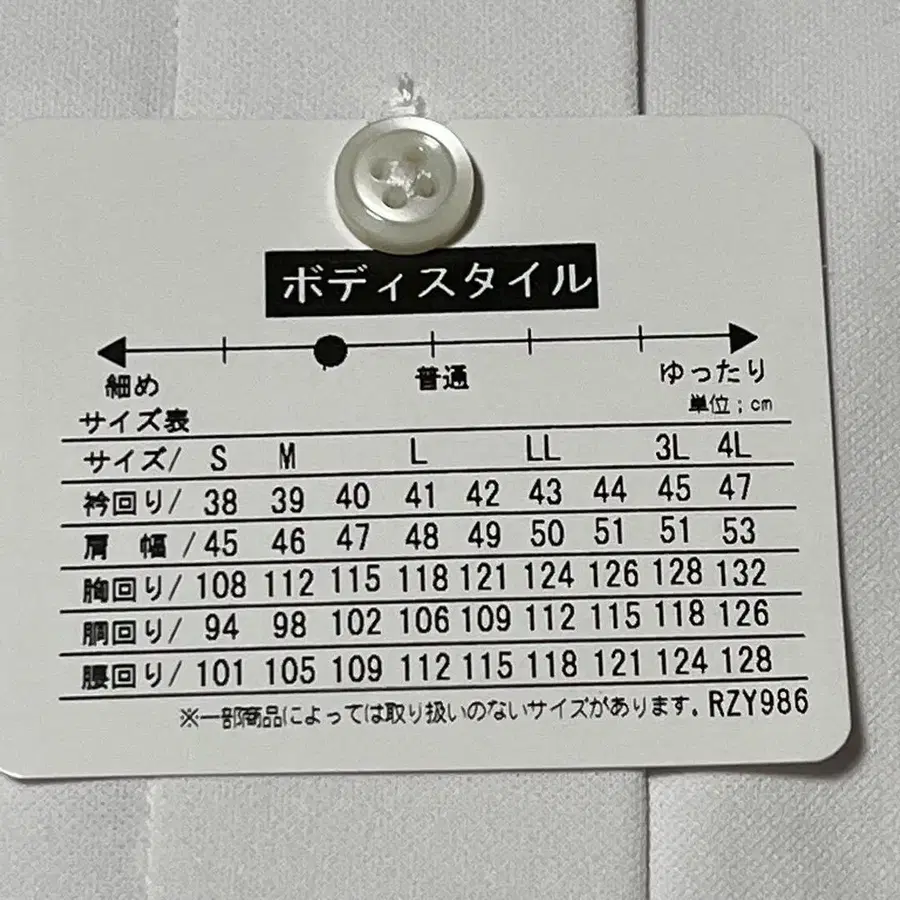 ボディスタイル
細め 普通 ゆったり
サイズ表 単位；cm
サイズ/ S M L LL 3L 4L
衿回り/ 38 39 40 41 42 43 44 45 47
肩 幅 / 45 46 47 48 49 50 51 51 53
胸回り/ 108 112 115 118 121 124 126 128 132
胴回り/ 94 98 102 106 109 112 115 118 126
腰回り/ 101 105 109 112 115 118 121 124 128
※一部商品によっては取り扱いのないサイズがあります．RZY986